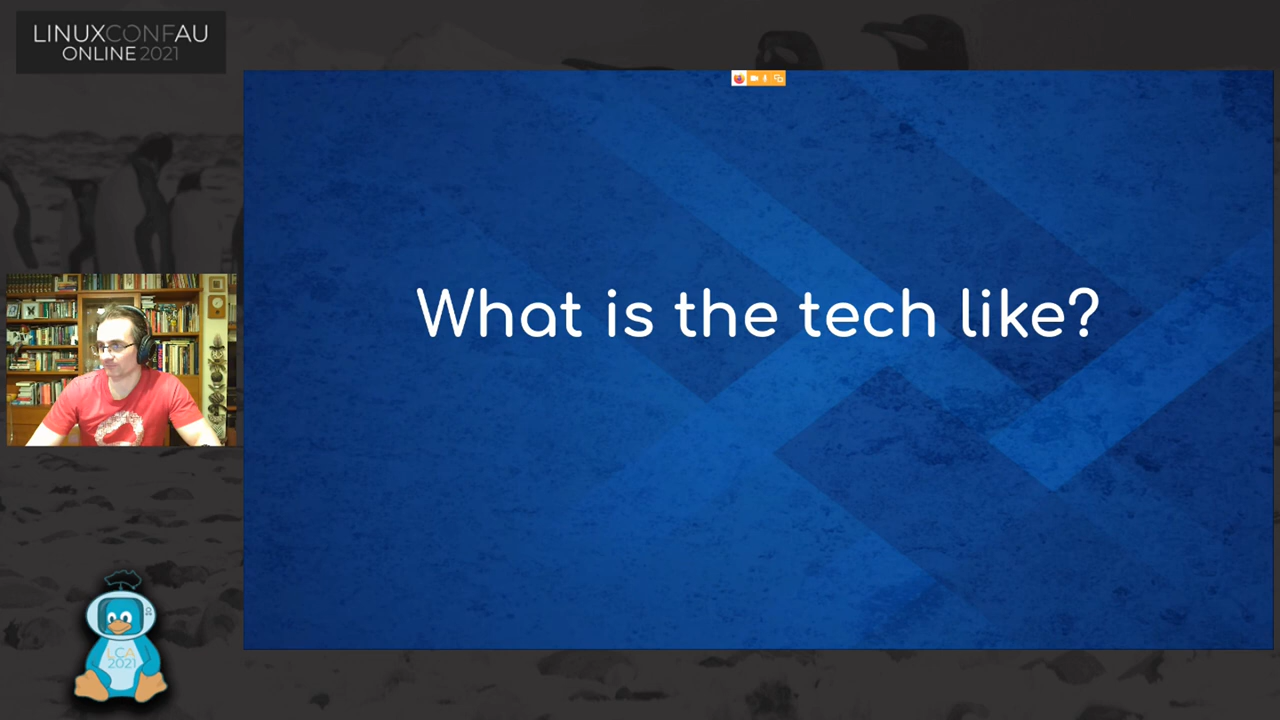 LINUXCONFAU
ONLINE 2021
What is the tech like?
LCA
2021